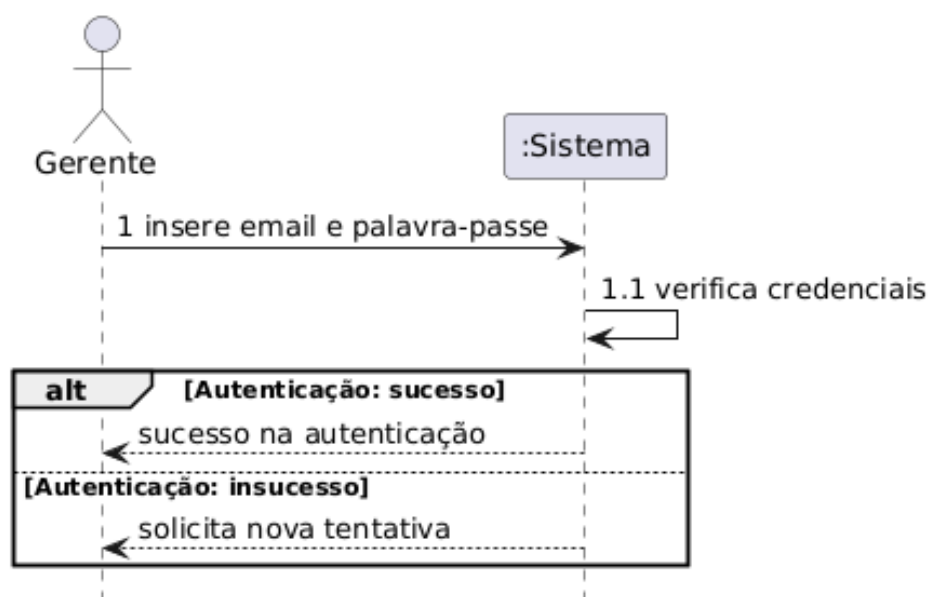 Gerente
:Sistema
1 insere email e palavra-passe
1.1 verifica credenciais
alt
[Autenticação: sucesso]
sucesso na autenticação
[Autenticação: insucesso]
solicita nova tentativa